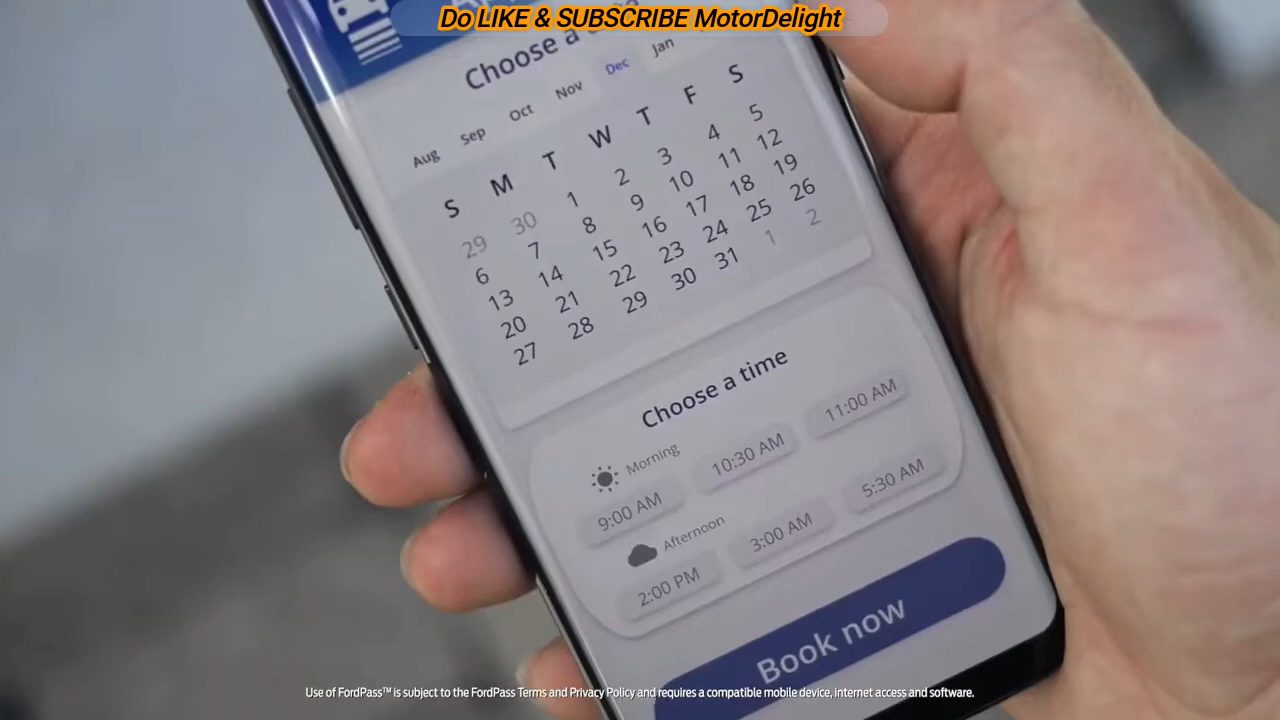 Do LIKE & SUBSCRIBE MotorDelight
Choose a
Aug Sep Oct Nov Dec Jan
S M T W T F S
29 30 1 2 3 4 5
6 7 8 9 10 11 12
13 14 15 16 17 18 19
20 21 22 23 24 25 26
27 28 29 30 31 1 2
Choose a time
Morning
9:00 AM 10:30 AM 11:00 AM
Afternoon
2:00 PM 3:00 AM 5:30 AM
Book now
Use of FordPass™ is subject to the FordPass Terms and Privacy Policy and requires a compatible mobile device, internet access and software.